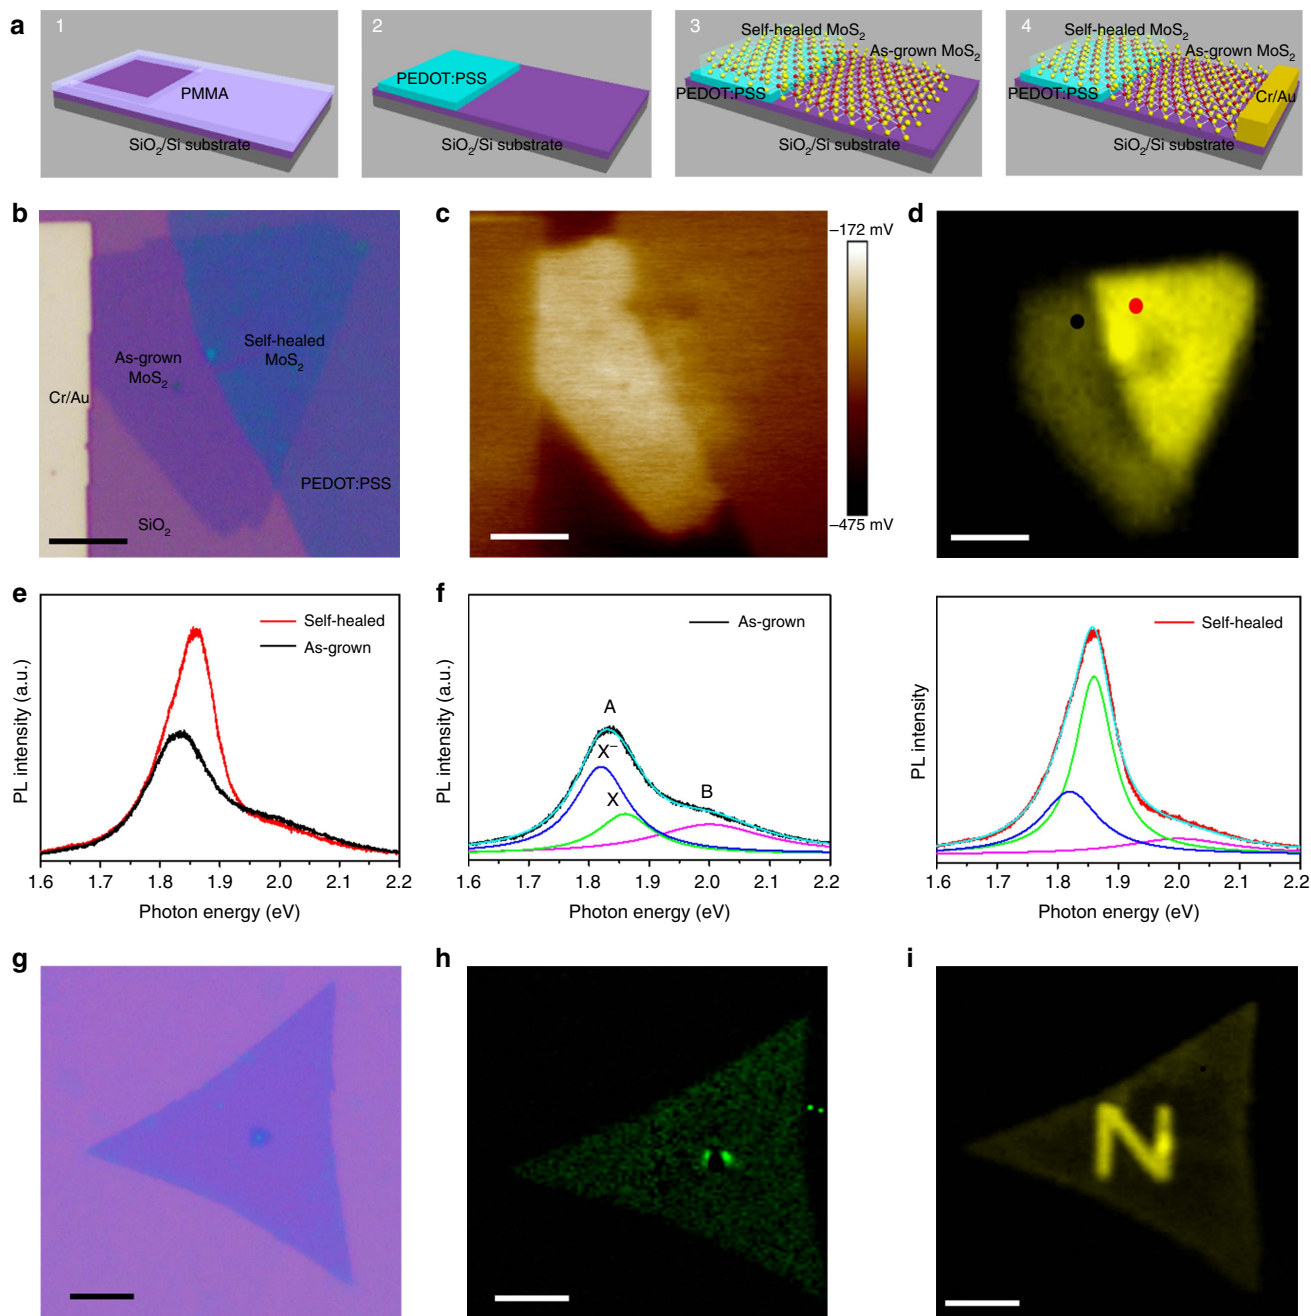 a
1
PMMA
SiO₂/Si substrate
2
PEDOT:PSS
SiO₂/Si substrate
3
Self-healed MoS₂
As-grown MoS₂
PEDOT:PSS
SiO₂/Si substrate
4
Self-healed MoS₂
As-grown MoS₂
PEDOT:PSS
Cr/Au
SiO₂/Si substrate
b
Self-healed
MoS₂
As-grown
MoS₂
Cr/Au
PEDOT:PSS
SiO₂
c
–172 mV
–475 mV
d
e
PL intensity (a.u.)
Self-healed
As-grown
1.6 1.7 1.8 1.9 2.0 2.1 2.2
Photon energy (eV)
f
PL intensity (a.u.)
As-grown
A
X⁻
X
B
1.6 1.7 1.8 1.9 2.0 2.1 2.2
Photon energy (eV)
PL intensity
Self-healed
1.6 1.7 1.8 1.9 2.0 2.1 2.2
Photon energy (eV)
g
h
i
N